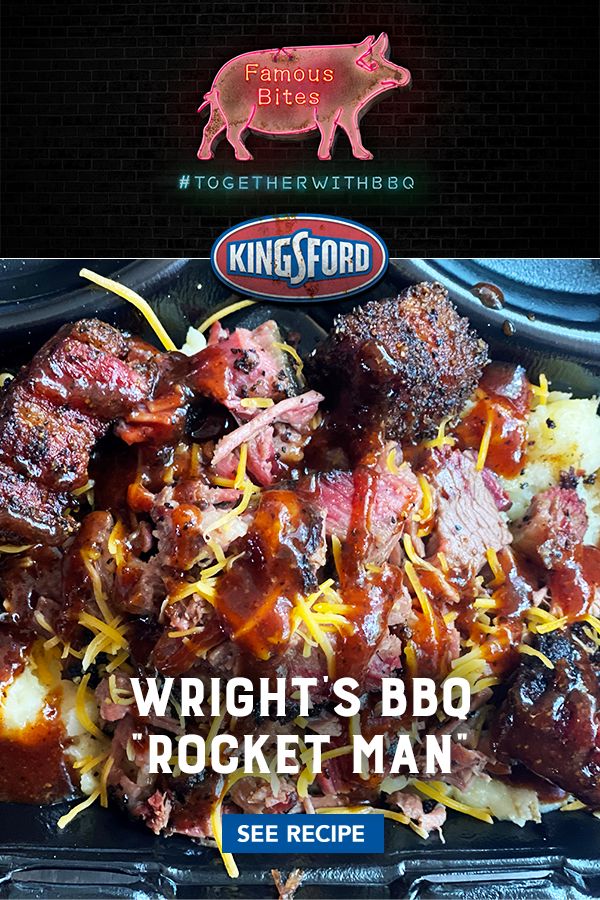 Famous
Bites
#TOGETHERWITHBBQ
KINGSFORD
WRIGHT'S BBQ
"ROCKET MAN"
SEE RECIPE